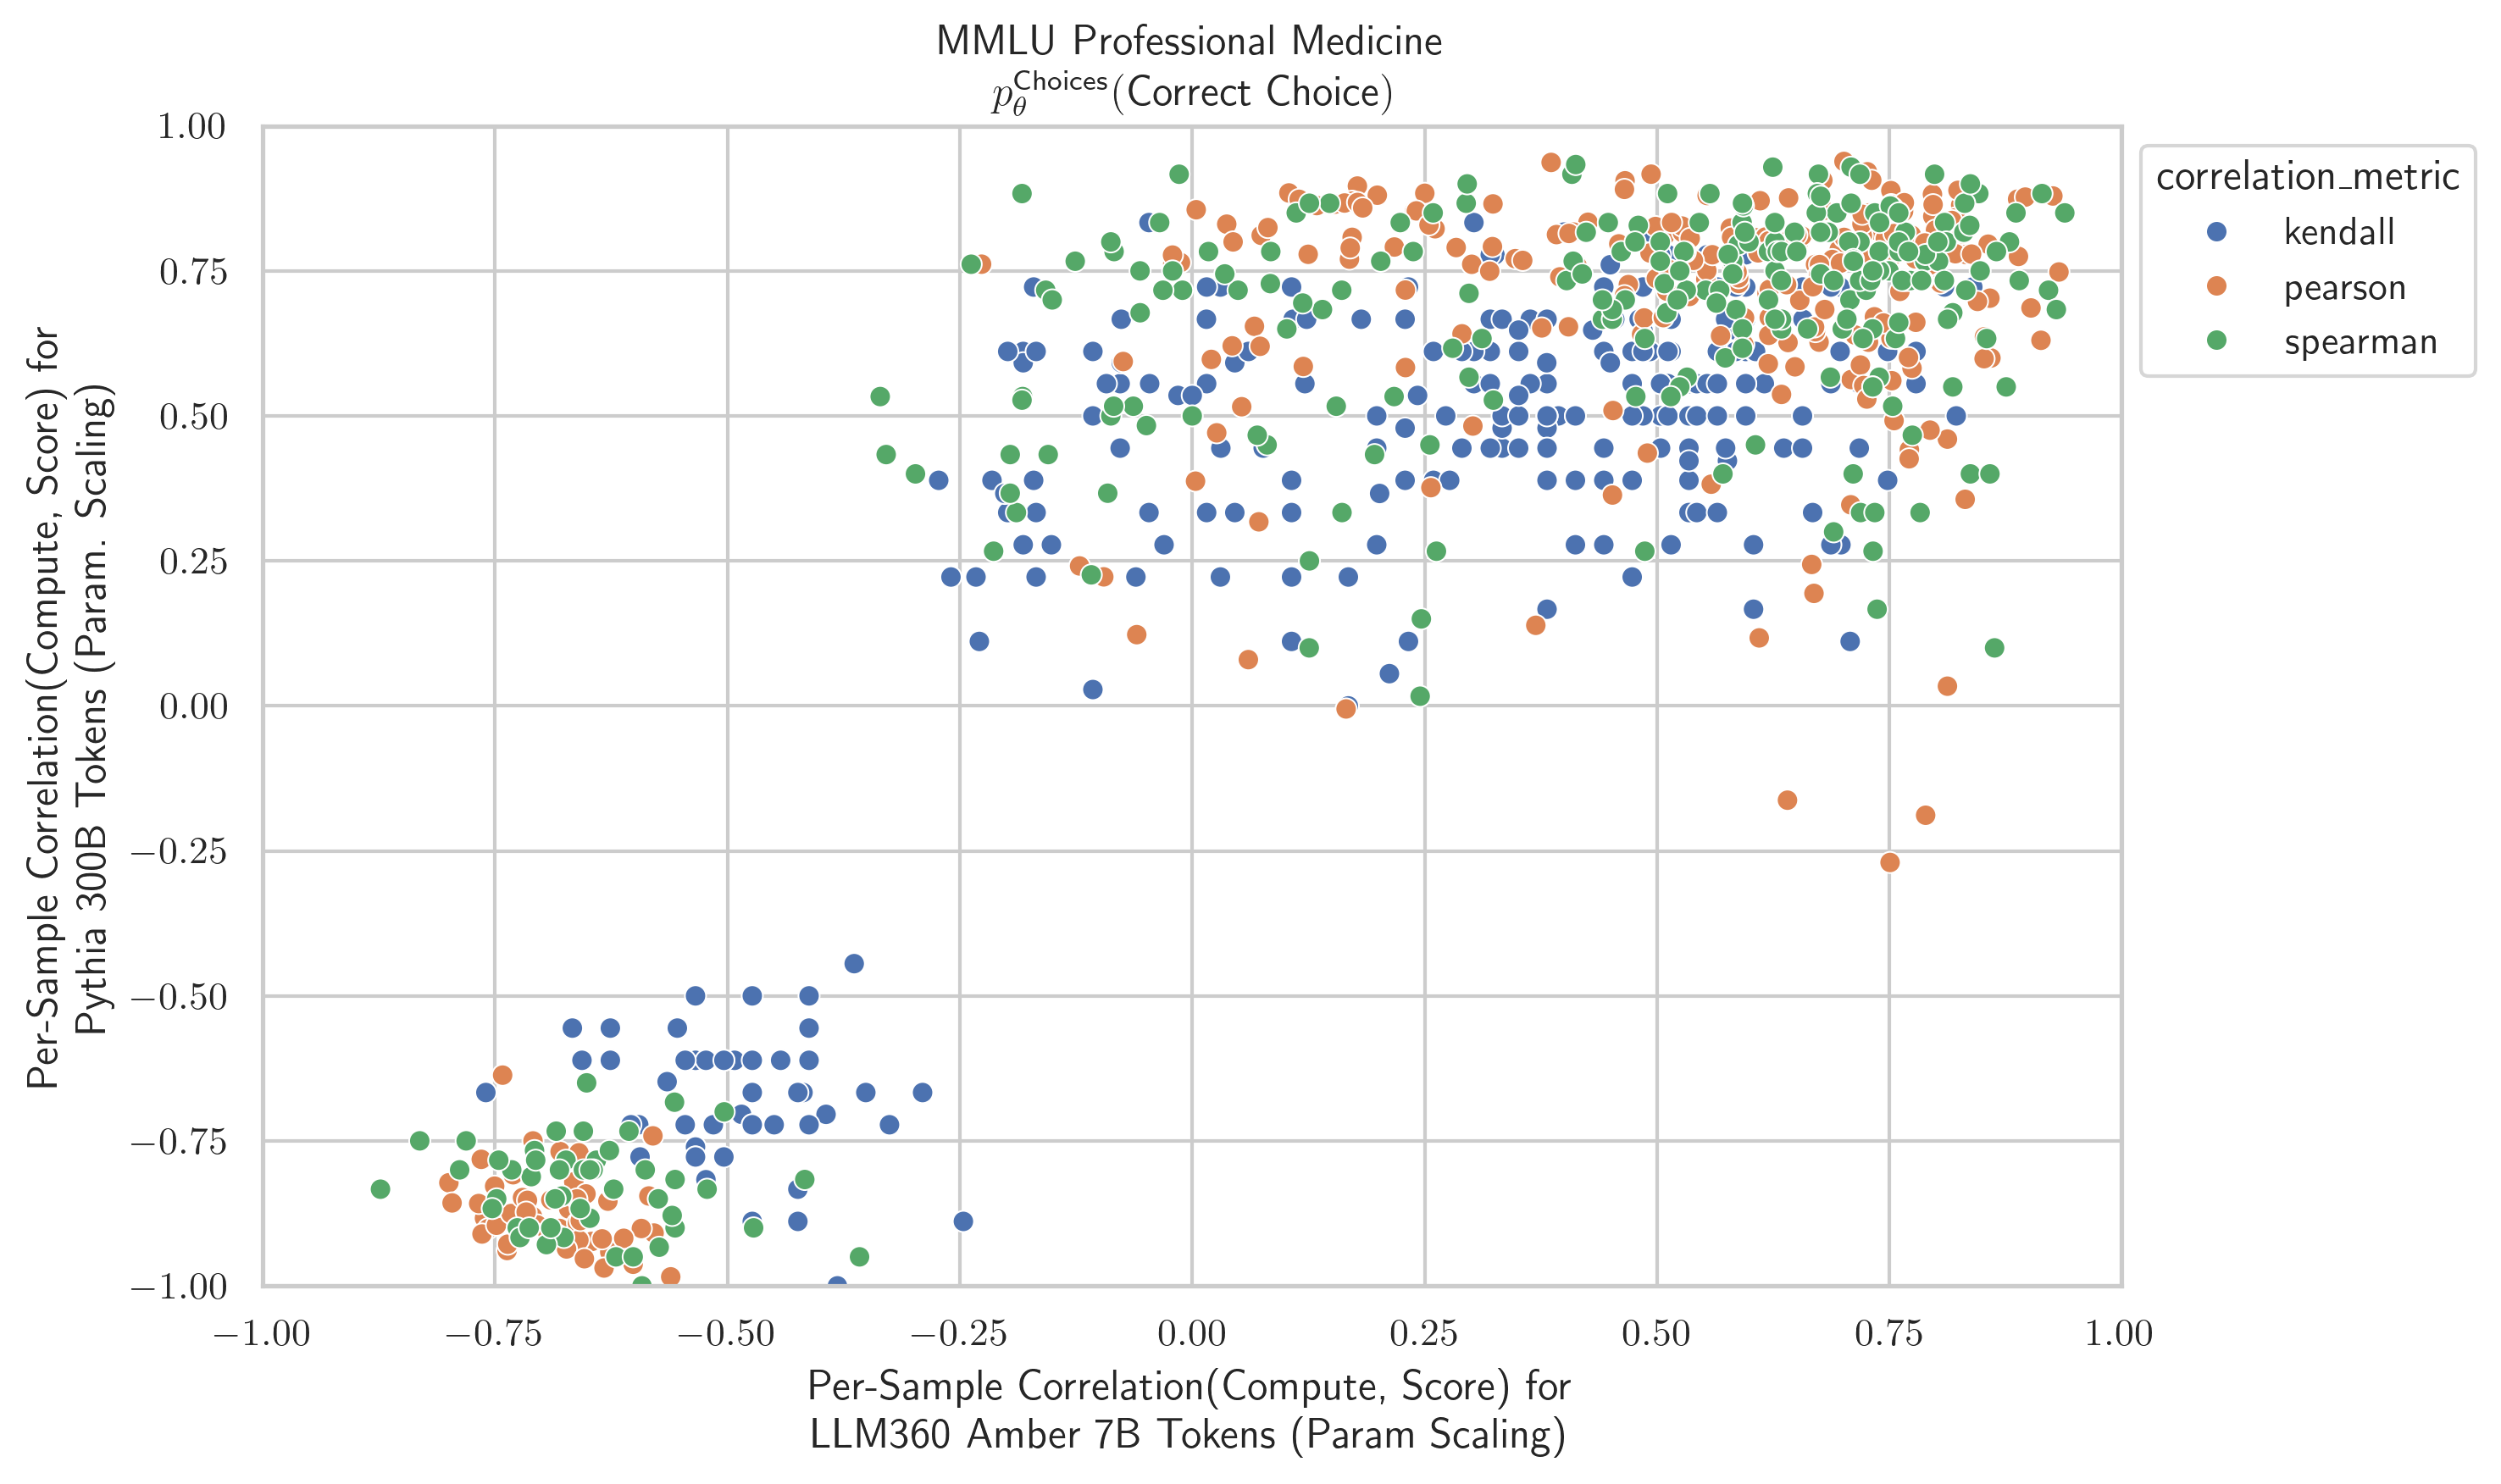 MMLU Professional Medicine
p_θ^Choices(Correct Choice)
1.00
0.75
0.50
0.25
0.00
−0.25
−0.50
−0.75
−1.00
Per-Sample Correlation(Compute, Score) for
Pythia 300B Tokens (Param. Scaling)
correlation_metric
kendall
pearson
spearman
−1.00 −0.75 −0.50 −0.25 0.00 0.25 0.50 0.75 1.00
Per-Sample Correlation(Compute, Score) for
LLM360 Amber 7B Tokens (Param Scaling)